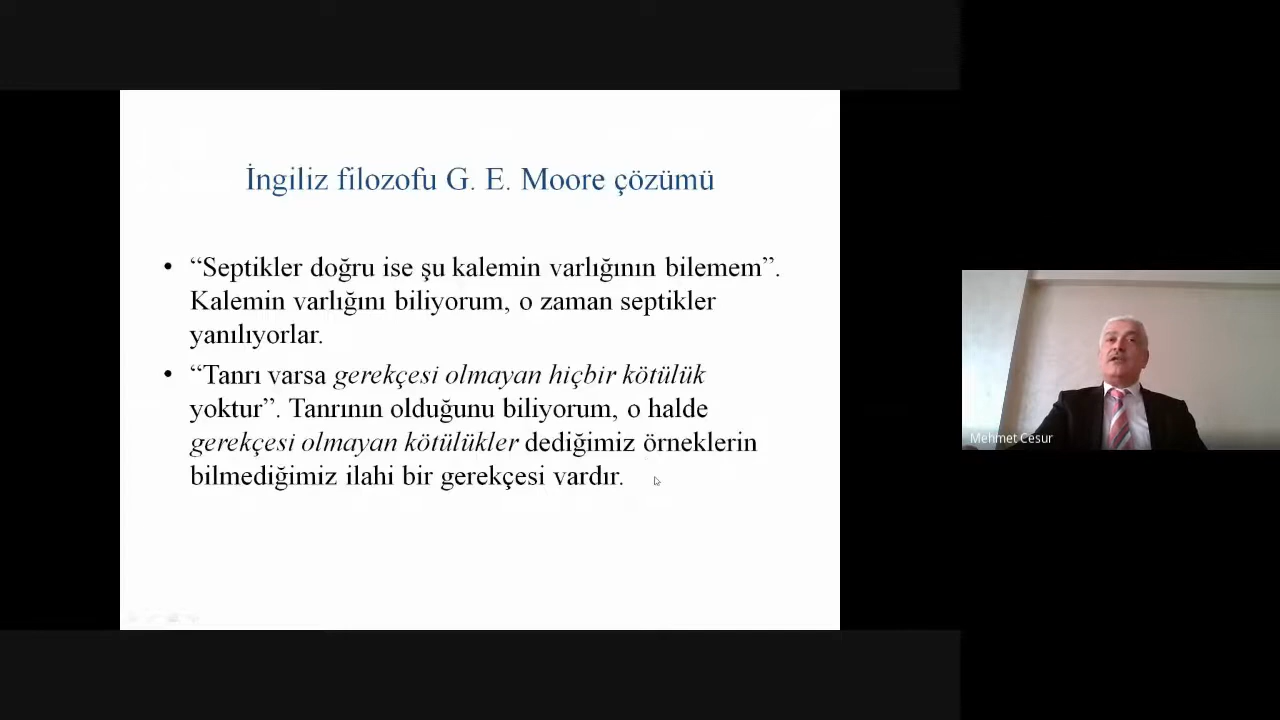 İngiliz filozofu G. E. Moore çözümü
• “Septikler doğru ise şu kalemin varlığının bilemem”.
Kalemin varlığını biliyorum, o zaman septikler
yanılıyorlar.
• “Tanrı varsa gerekçesi olmayan hiçbir kötülük
yoktur”. Tanrının olduğunu biliyorum, o halde
gerekçesi olmayan kötülükler dediğimiz örneklerin
bilmediğimiz ilahi bir gerekçesi vardır.
Mehmet Cesur